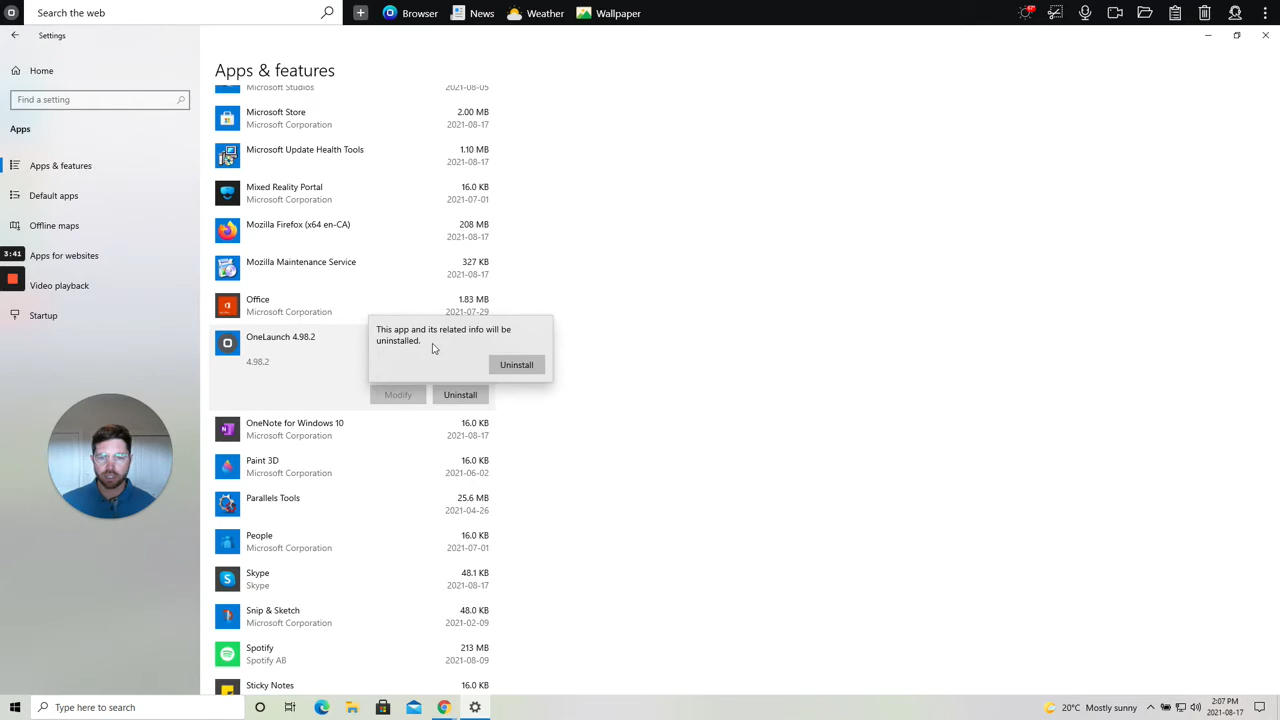 Search the web
Browser
News
Weather
Wallpaper
Settings
Home
Find a setting
Apps
Apps & features
Default apps
Offline maps
3:41
Apps for websites
Video playback
Startup
Apps & features
Microsoft Studios 2021-08-05
Microsoft Store 2.00 MB
Microsoft Corporation 2021-08-17
Microsoft Update Health Tools 1.10 MB
2021-08-17
Mixed Reality Portal 16.0 KB
Microsoft Corporation 2021-07-01
Mozilla Firefox (x64 en-CA) 208 MB
2021-08-17
Mozilla Maintenance Service 327 KB
2021-08-17
Office 1.83 MB
Microsoft Corporation 2021-07-29
OneLaunch 4.98.2
4.98.2
This app and its related info will be
uninstalled.
Uninstall
Modify Uninstall
OneNote for Windows 10 16.0 KB
Microsoft Corporation 2021-08-17
Paint 3D 16.0 KB
Microsoft Corporation 2021-06-02
Parallels Tools 25.6 MB
2021-04-26
People 16.0 KB
Microsoft Corporation 2021-07-01
Skype 48.1 KB
Skype 2021-08-17
Snip & Sketch 48.0 KB
Microsoft Corporation 2021-02-09
Spotify 213 MB
Spotify AB 2021-08-09
Sticky Notes 16.0 KB
Type here to search
20°C Mostly sunny
2:07 PM
2021-08-17